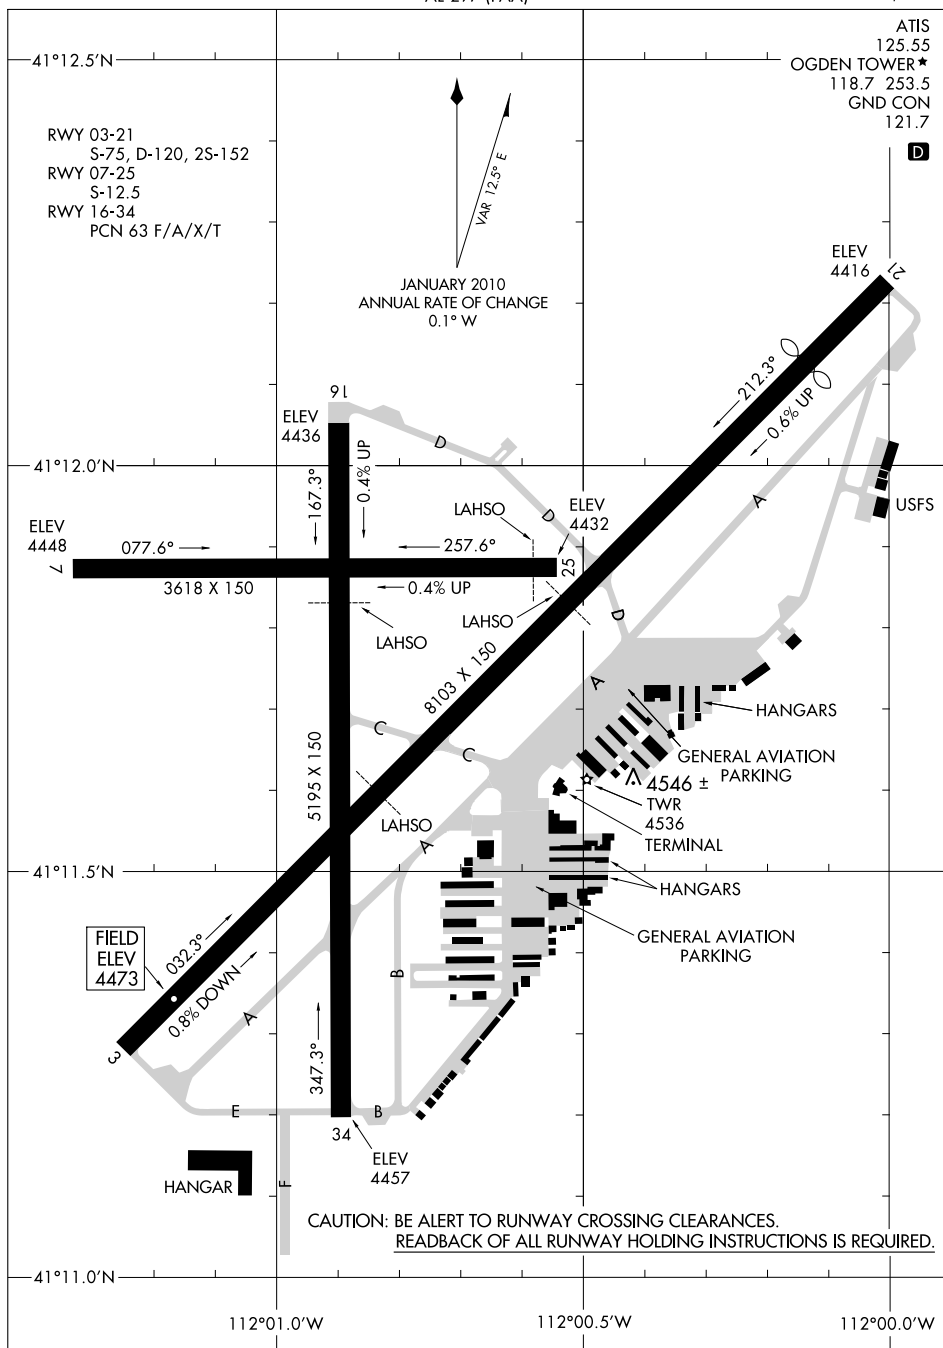 AL-297 (FAA)
ATIS
125.55
OGDEN TOWER★
118.7 253.5
GND CON
121.7
D
41°12.5'N
RWY 03-21
S-75, D-120, 2S-152
RWY 07-25
S-12.5
RWY 16-34
PCN 63 F/A/X/T
VAR 12.5° E
JANUARY 2010
ANNUAL RATE OF CHANGE
0.1° W
ELEV
4416
21
212.3°
0.6% UP
16
ELEV
4436
D
167.3°
0.4% UP
41°12.0'N
A
USFS
LAHSO
ELEV
4432
D
ELEV
4448
077.6°
257.6°
7
25
3618 X 150
0.4% UP
LAHSO
LAHSO
D
8103 X 150
A
HANGARS
C
C
GENERAL AVIATION
PARKING
5195 X 150
4546 ±
TWR
4536
LAHSO
TERMINAL
A
41°11.5'N
HANGARS
FIELD
ELEV
4473
032.3°
0.8% DOWN
GENERAL AVIATION
PARKING
B
A
347.3°
3
E
B
34
ELEV
4457
HANGAR
F
CAUTION: BE ALERT TO RUNWAY CROSSING CLEARANCES.
READBACK OF ALL RUNWAY HOLDING INSTRUCTIONS IS REQUIRED.
41°11.0'N
112°01.0'W
112°00.5'W
112°00.0'W